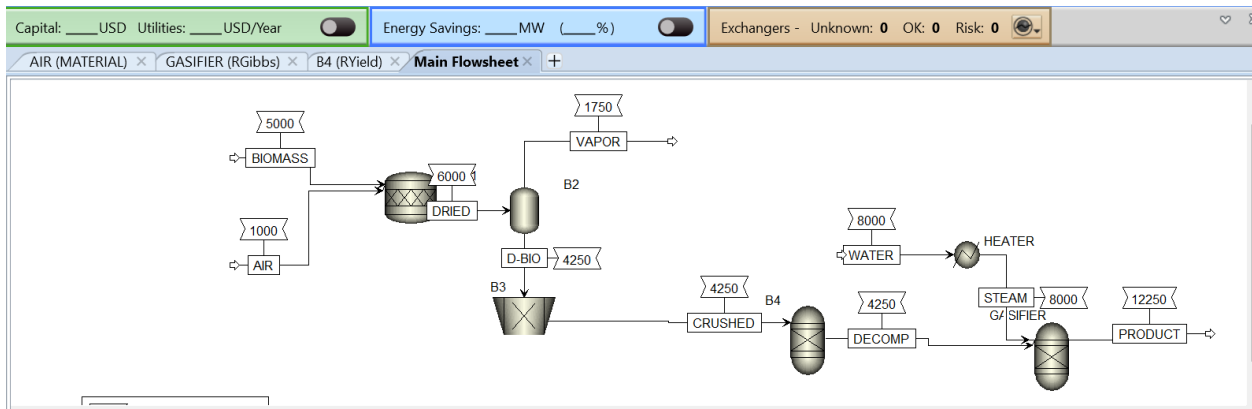 Capital: ____USD Utilities: ____USD/Year
Energy Savings: ____MW (____%)
Exchangers - Unknown: 0 OK: 0 Risk: 0
AIR (MATERIAL)
GASIFIER (RGibbs)
B4 (RYield)
Main Flowsheet
5000
BIOMASS
1000
AIR
6000
DRIED
1750
VAPOR
B2
D-BIO
4250
B3
4250
CRUSHED
B4
4250
DECOMP
8000
WATER
HEATER
STEAM
8000
GASIFIER
12250
PRODUCT